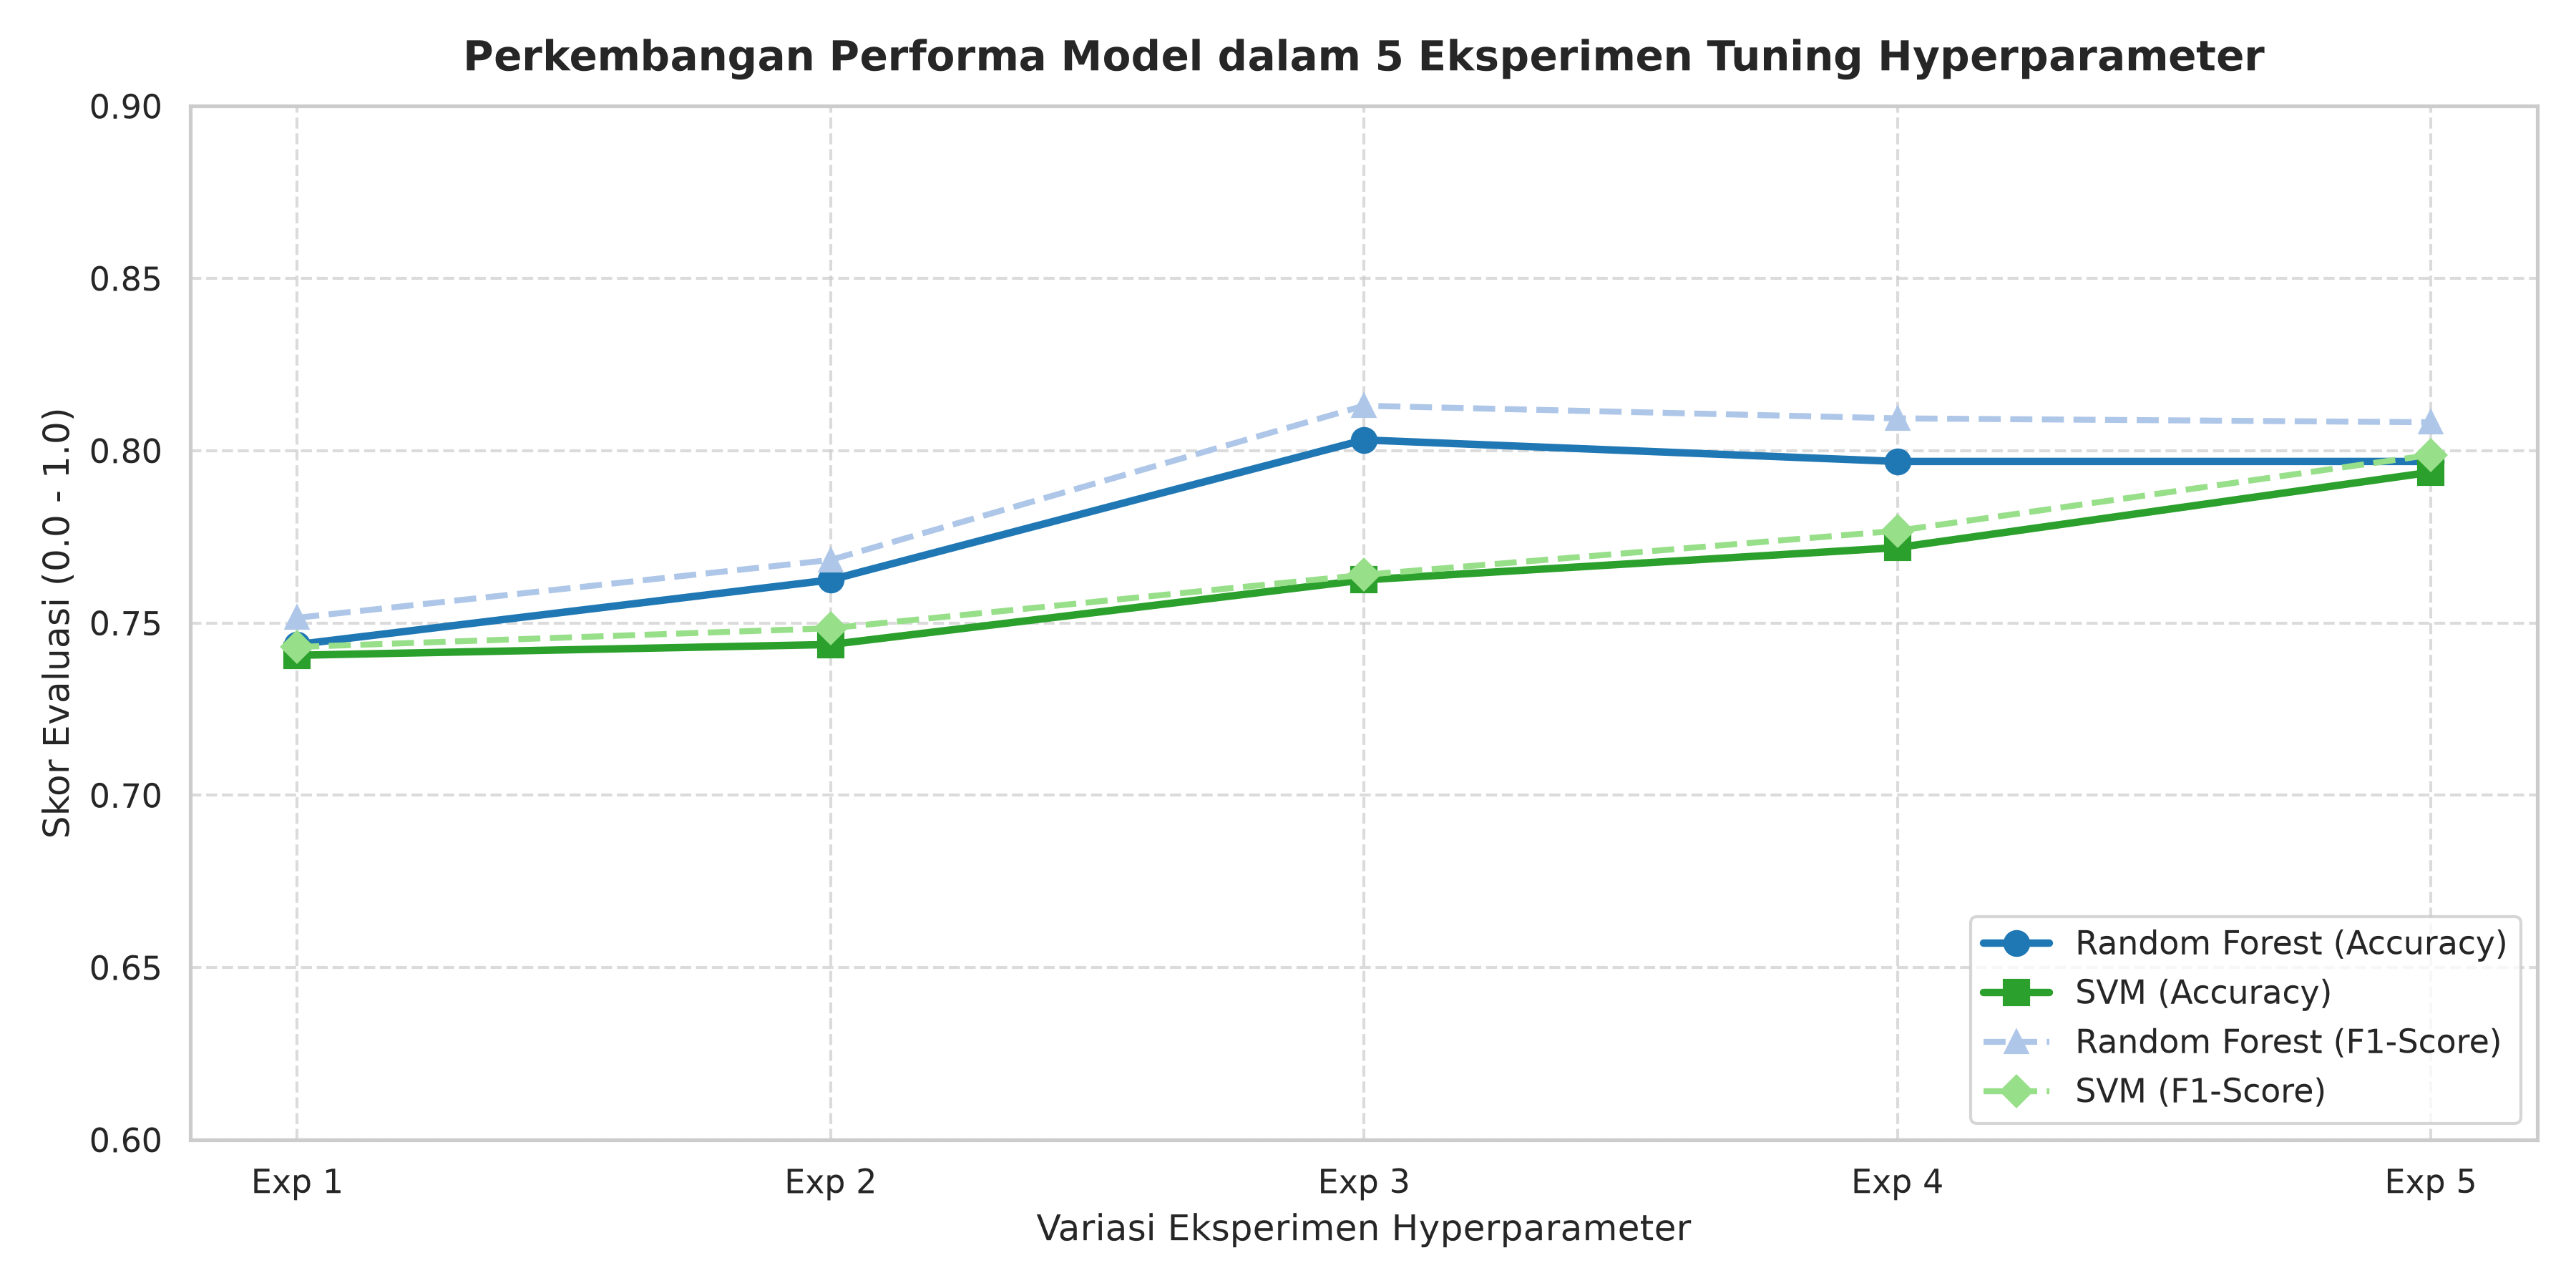 Perkembangan Performa Model dalam 5 Eksperimen Tuning Hyperparameter
Skor Evaluasi (0.0 - 1.0)
0.90
0.85
0.80
0.75
0.70
0.65
0.60
Random Forest (Accuracy)
SVM (Accuracy)
Random Forest (F1-Score)
SVM (F1-Score)
Exp 1 Exp 2 Exp 3 Exp 4 Exp 5
Variasi Eksperimen Hyperparameter